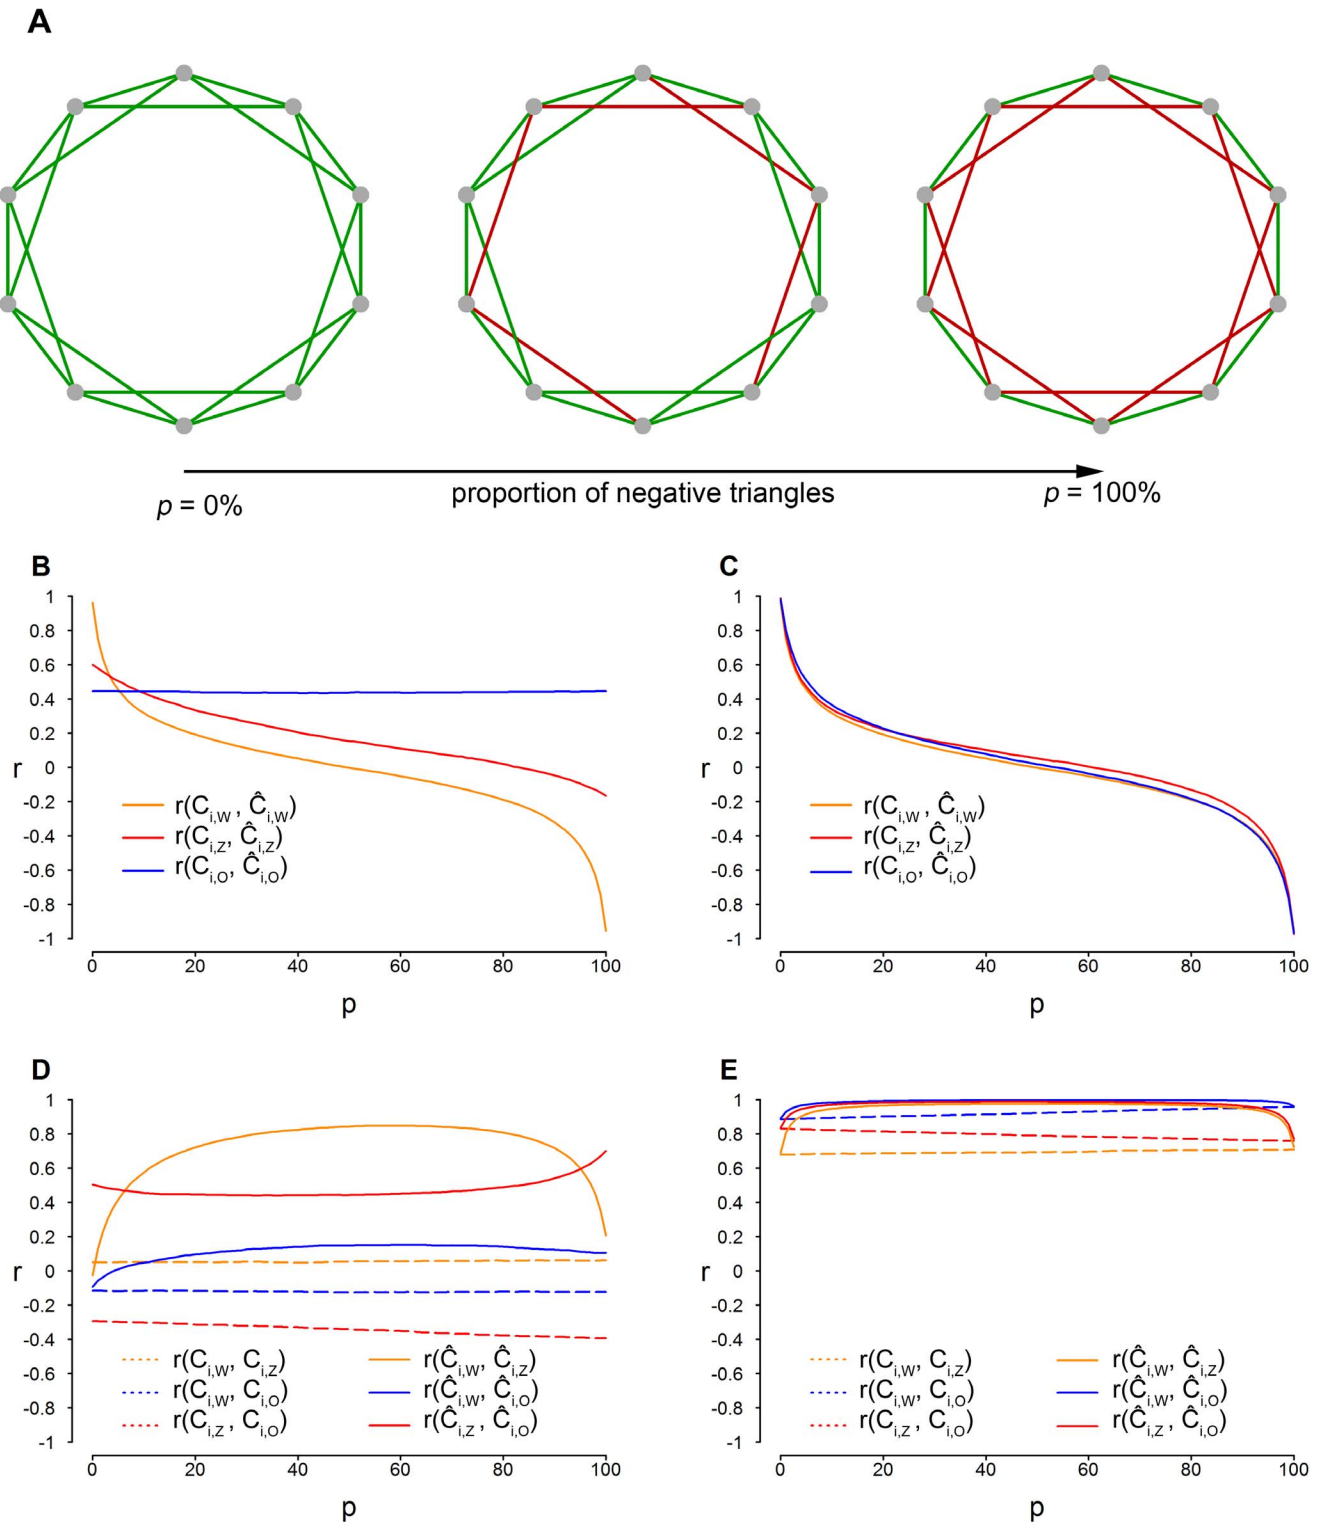 A
p = 0%
proportion of negative triangles
p = 100%
B
1
0.8
0.6
0.4
0.2
r
0
-0.2
-0.4
-0.6
-0.8
-1
r(C_i,W, Ĉ_i,W)
r(C_i,Z, Ĉ_i,Z)
r(C_i,O, Ĉ_i,O)
0 20 40 60 80 100
p
C
1
0.8
0.6
0.4
0.2
r
0
-0.2
-0.4
-0.6
-0.8
-1
r(C_i,W, Ĉ_i,W)
r(C_i,Z, Ĉ_i,Z)
r(C_i,O, Ĉ_i,O)
0 20 40 60 80 100
p
D
1
0.8
0.6
0.4
0.2
r
0
-0.2
-0.4
-0.6
-0.8
-1
r(C_i,W, C_i,Z)
r(C_i,W, C_i,O)
r(C_i,Z, C_i,O)
r(Ĉ_i,W, Ĉ_i,Z)
r(Ĉ_i,W, Ĉ_i,O)
r(Ĉ_i,Z, Ĉ_i,O)
0 20 40 60 80 100
p
E
1
0.8
0.6
0.4
0.2
r
0
-0.2
-0.4
-0.6
-0.8
-1
r(C_i,W, C_i,Z)
r(C_i,W, C_i,O)
r(C_i,Z, C_i,O)
r(Ĉ_i,W, Ĉ_i,Z)
r(Ĉ_i,W, Ĉ_i,O)
r(Ĉ_i,Z, Ĉ_i,O)
0 20 40 60 80 100
p